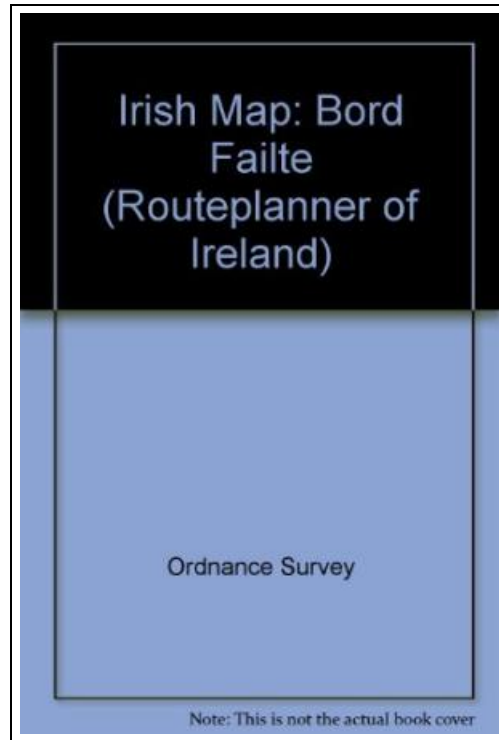 Irish Map: Bord
Failte
(Routeplanner of
Ireland)
Ordnance Survey
Note: This is not the actual book cover